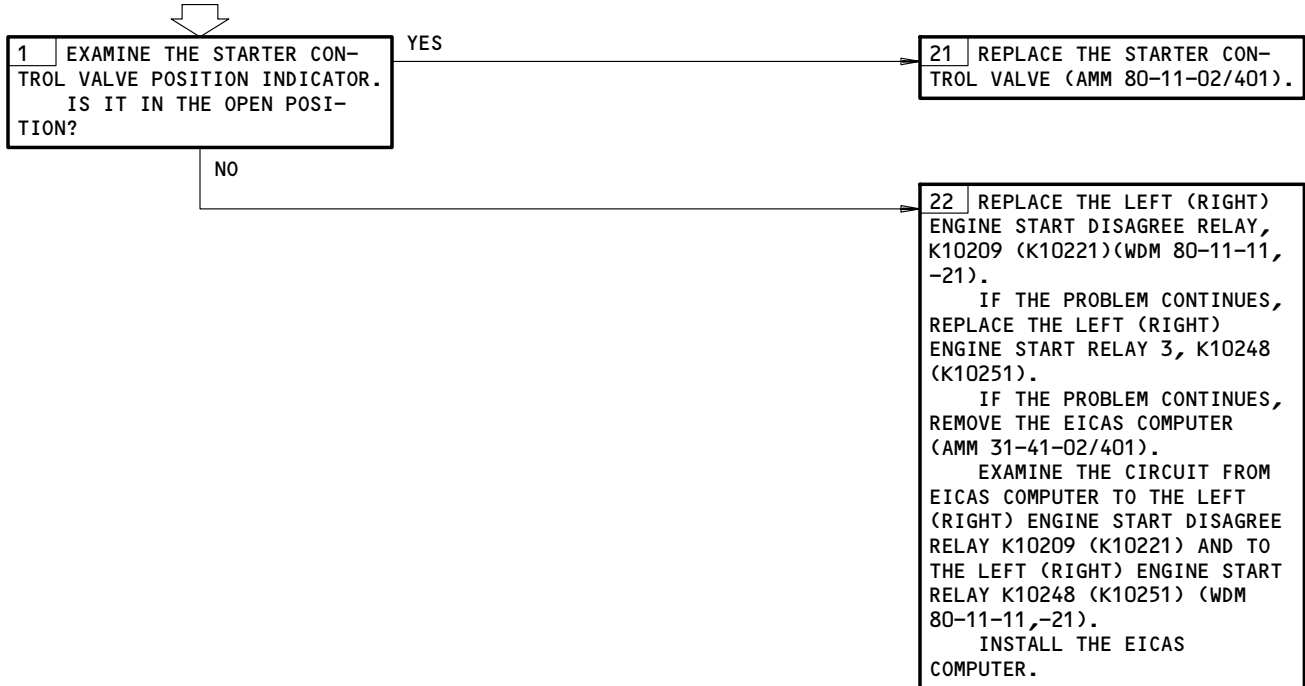 1 EXAMINE THE STARTER CON-
TROL VALVE POSITION INDICATOR.
IS IT IN THE OPEN POSI-
TION?
YES
21 REPLACE THE STARTER CON-
TROL VALVE (AMM 80-11-02/401).
NO
22 REPLACE THE LEFT (RIGHT)
ENGINE START DISAGREE RELAY,
K10209 (K10221)(WDM 80-11-11,
-21).
IF THE PROBLEM CONTINUES,
REPLACE THE LEFT (RIGHT)
ENGINE START RELAY 3, K10248
(K10251).
IF THE PROBLEM CONTINUES,
REMOVE THE EICAS COMPUTER
(AMM 31-41-02/401).
EXAMINE THE CIRCUIT FROM
EICAS COMPUTER TO THE LEFT
(RIGHT) ENGINE START DISAGREE
RELAY K10209 (K10221) AND TO
THE LEFT (RIGHT) ENGINE START
RELAY K10248 (K10251) (WDM
80-11-11,-21).
INSTALL THE EICAS
COMPUTER.